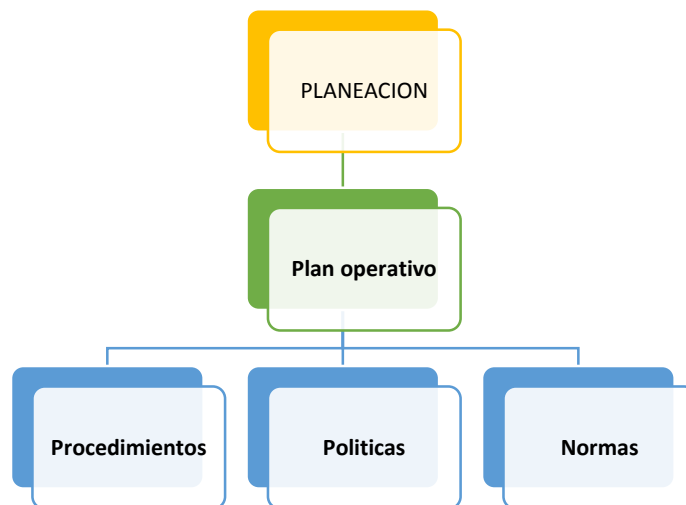 PLANEACION
Plan operativo
Procedimientos
Politicas
Normas